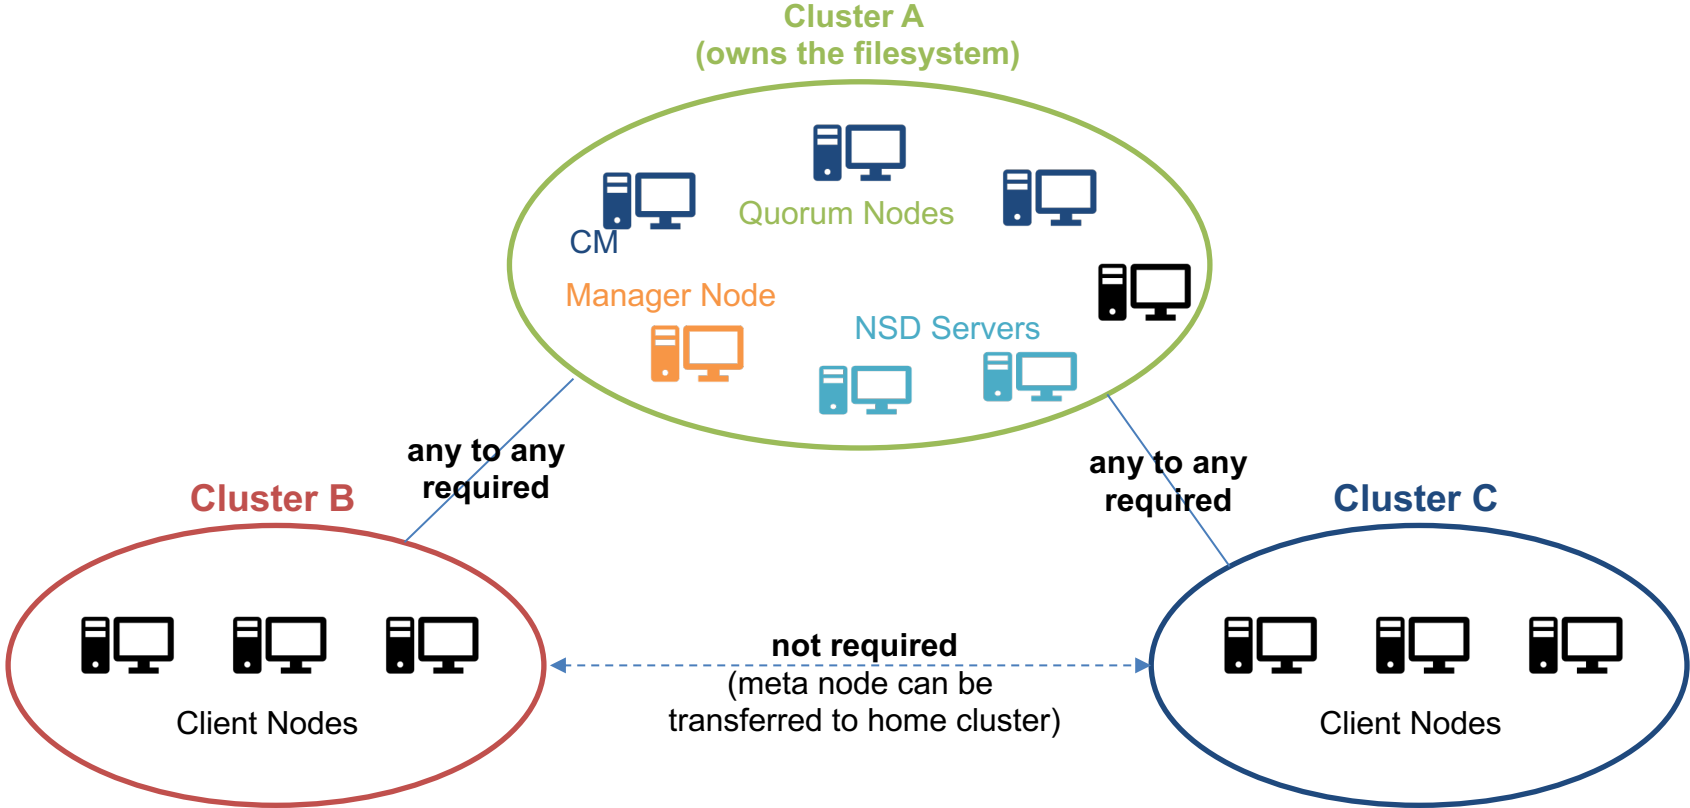 Cluster A
(owns the filesystem)
Quorum Nodes
CM
Manager Node
NSD Servers
any to any
required
any to any
required
Cluster B
Cluster C
not required
(meta node can be
transferred to home cluster)
Client Nodes
Client Nodes